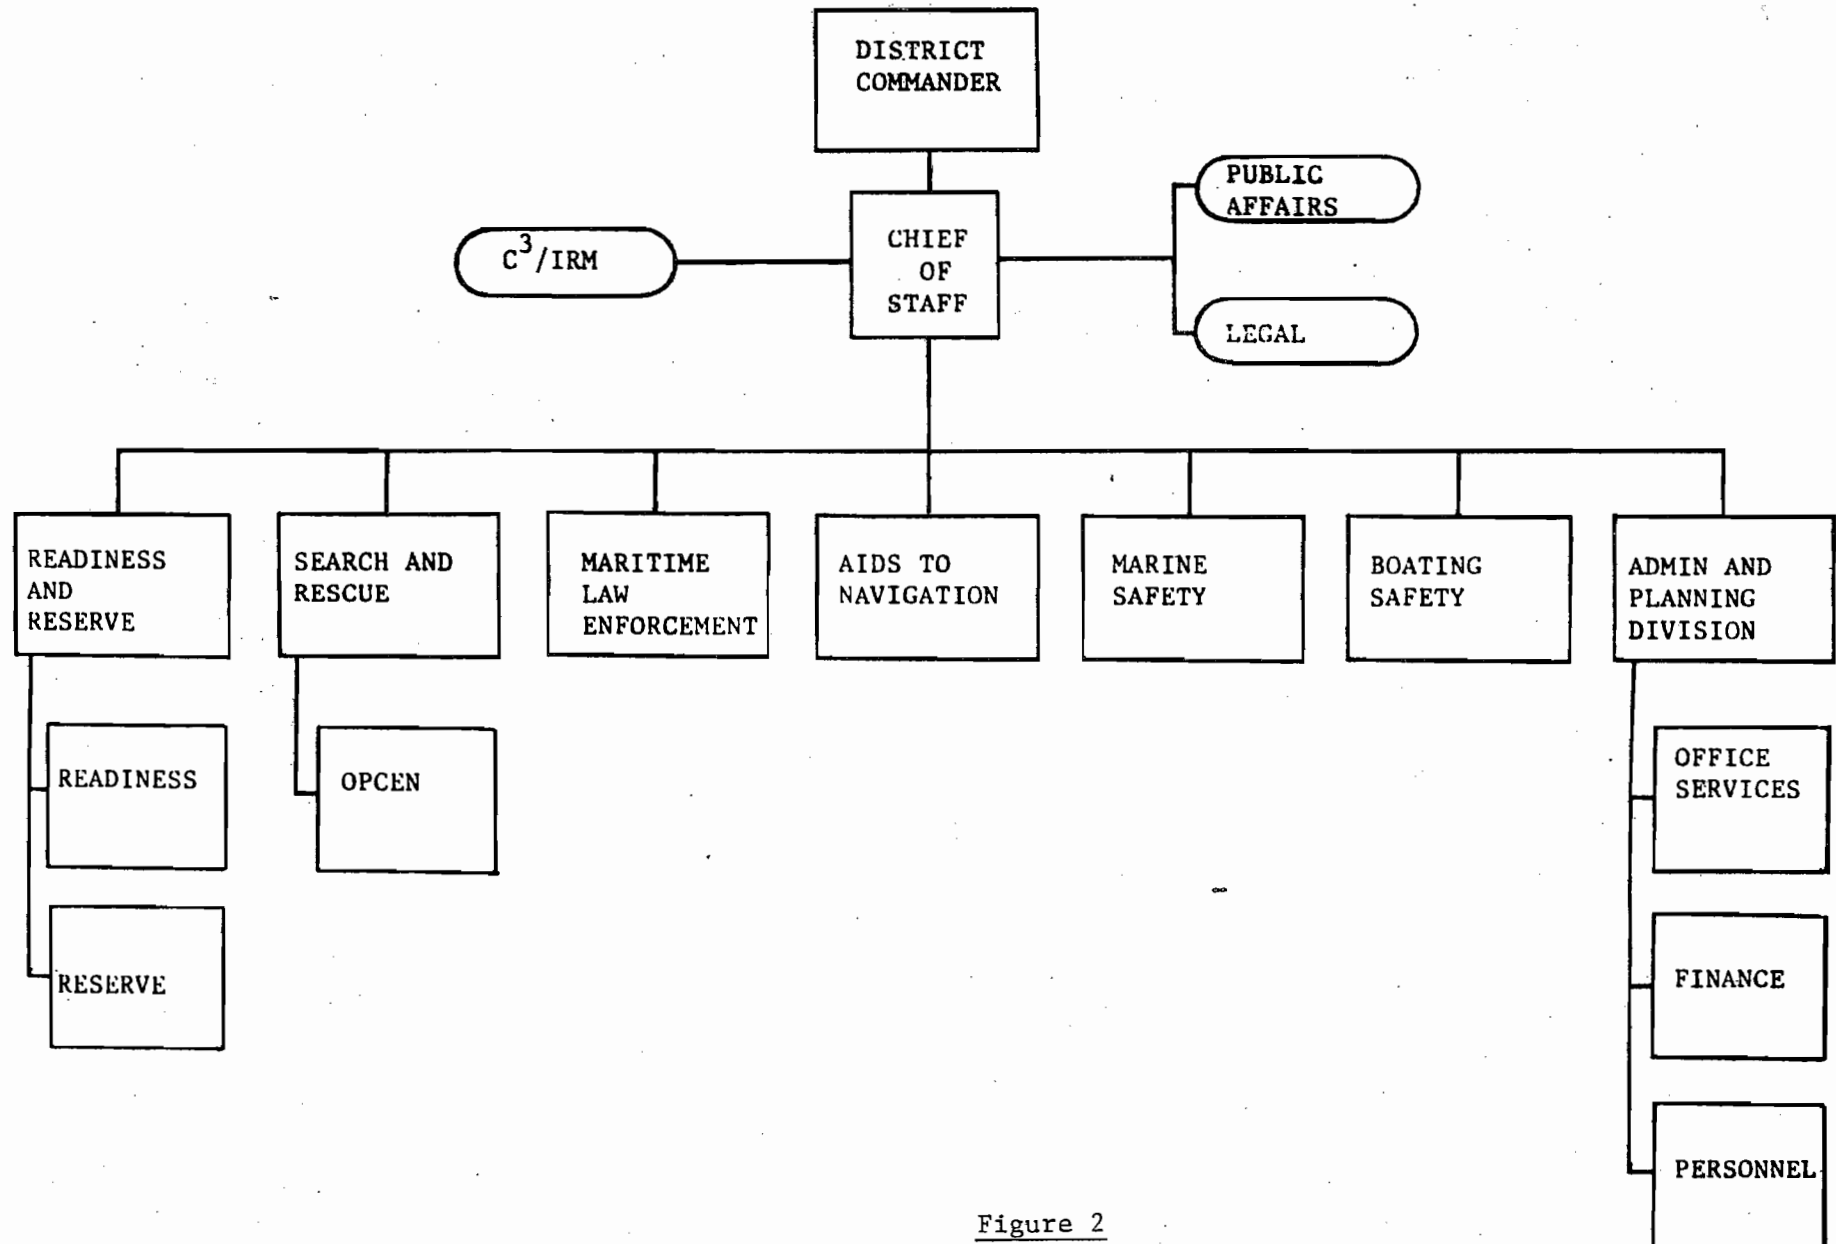 DISTRICT
COMMANDER
PUBLIC
AFFAIRS
C³/IRM
CHIEF
OF
STAFF
LEGAL
READINESS
AND
RESERVE
SEARCH AND
RESCUE
MARITIME
LAW
ENFORCEMENT
AIDS TO
NAVIGATION
MARINE
SAFETY
BOATING
SAFETY
ADMIN AND
PLANNING
DIVISION
READINESS
OPCEN
OFFICE
SERVICES
RESERVE
FINANCE
PERSONNEL
Figure 2